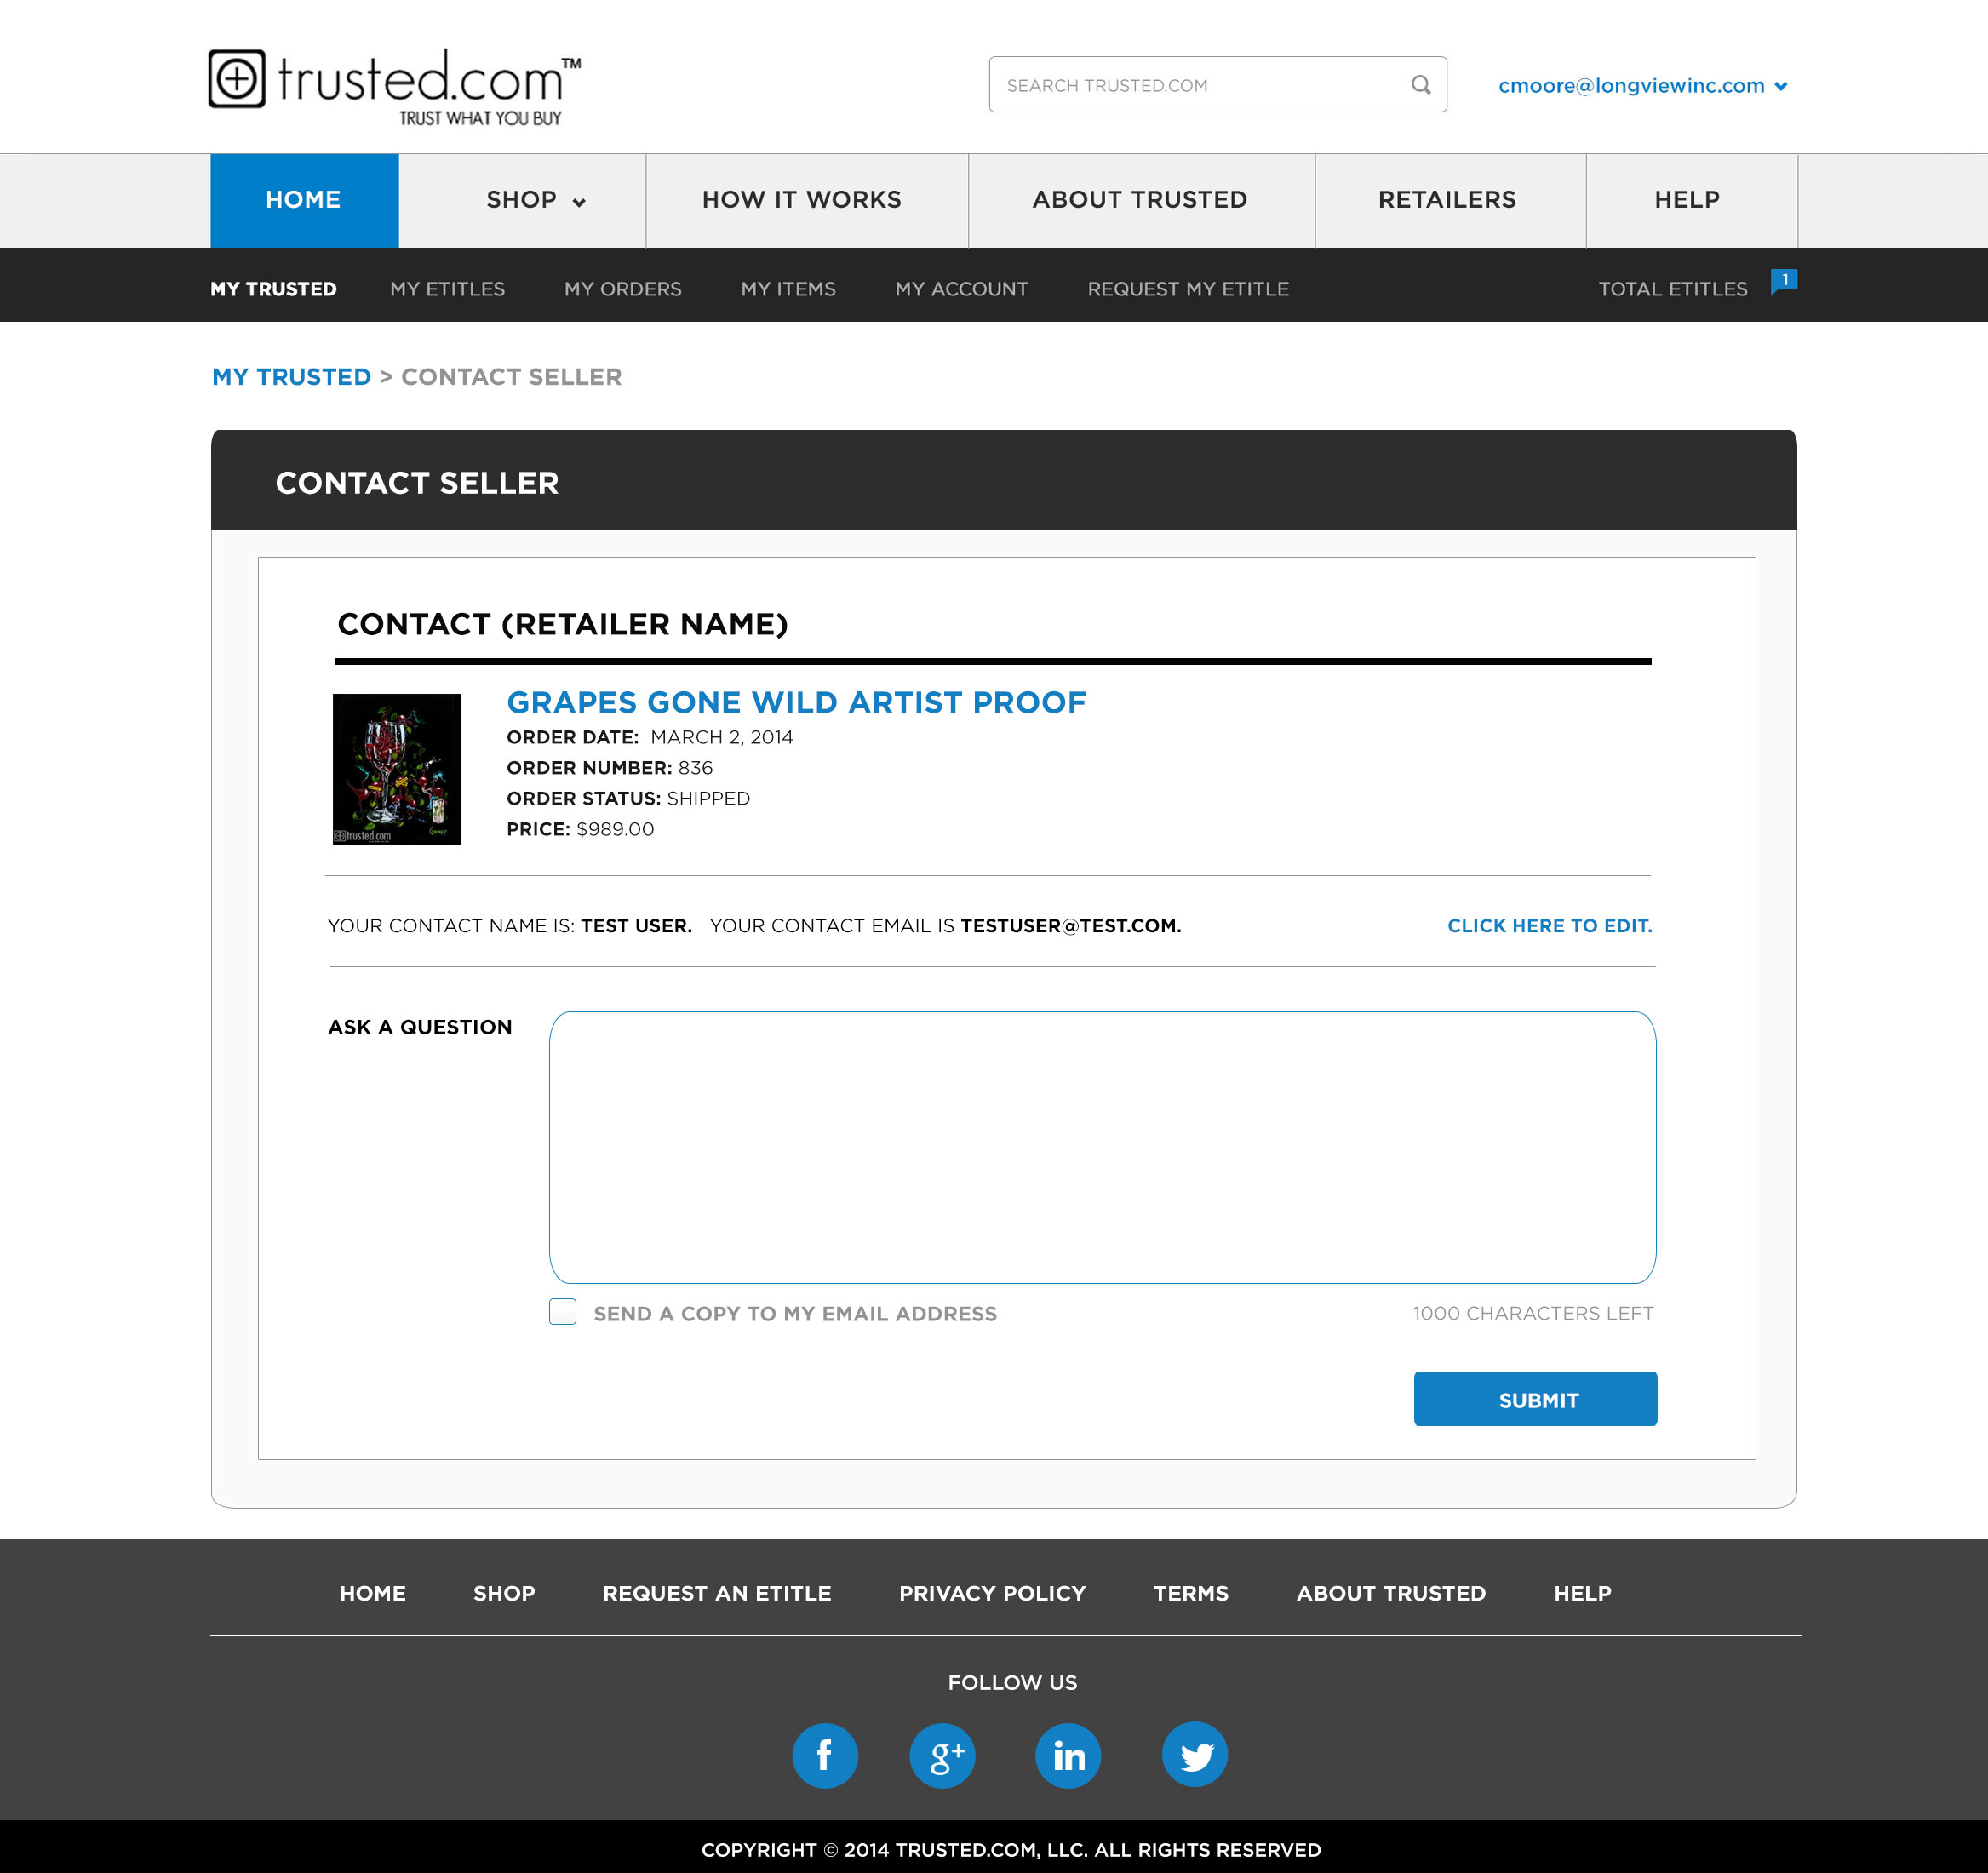 trusted.com™
TRUST WHAT YOU BUY
SEARCH TRUSTED.COM
cmoore@longviewinc.com
HOME SHOP HOW IT WORKS ABOUT TRUSTED RETAILERS HELP
MY TRUSTED MY ETITLES MY ORDERS MY ITEMS MY ACCOUNT REQUEST MY ETITLE TOTAL ETITLES 1
MY TRUSTED > CONTACT SELLER
CONTACT SELLER
CONTACT (RETAILER NAME)
GRAPES GONE WILD ARTIST PROOF
ORDER DATE: MARCH 2, 2014
ORDER NUMBER: 836
ORDER STATUS: SHIPPED
PRICE: $989.00
trusted.com
YOUR CONTACT NAME IS: TEST USER. YOUR CONTACT EMAIL IS TESTUSER@TEST.COM. CLICK HERE TO EDIT.
ASK A QUESTION
SEND A COPY TO MY EMAIL ADDRESS 1000 CHARACTERS LEFT
SUBMIT
HOME SHOP REQUEST AN ETITLE PRIVACY POLICY TERMS ABOUT TRUSTED HELP
FOLLOW US
f g+ in
COPYRIGHT © 2014 TRUSTED.COM, LLC. ALL RIGHTS RESERVED